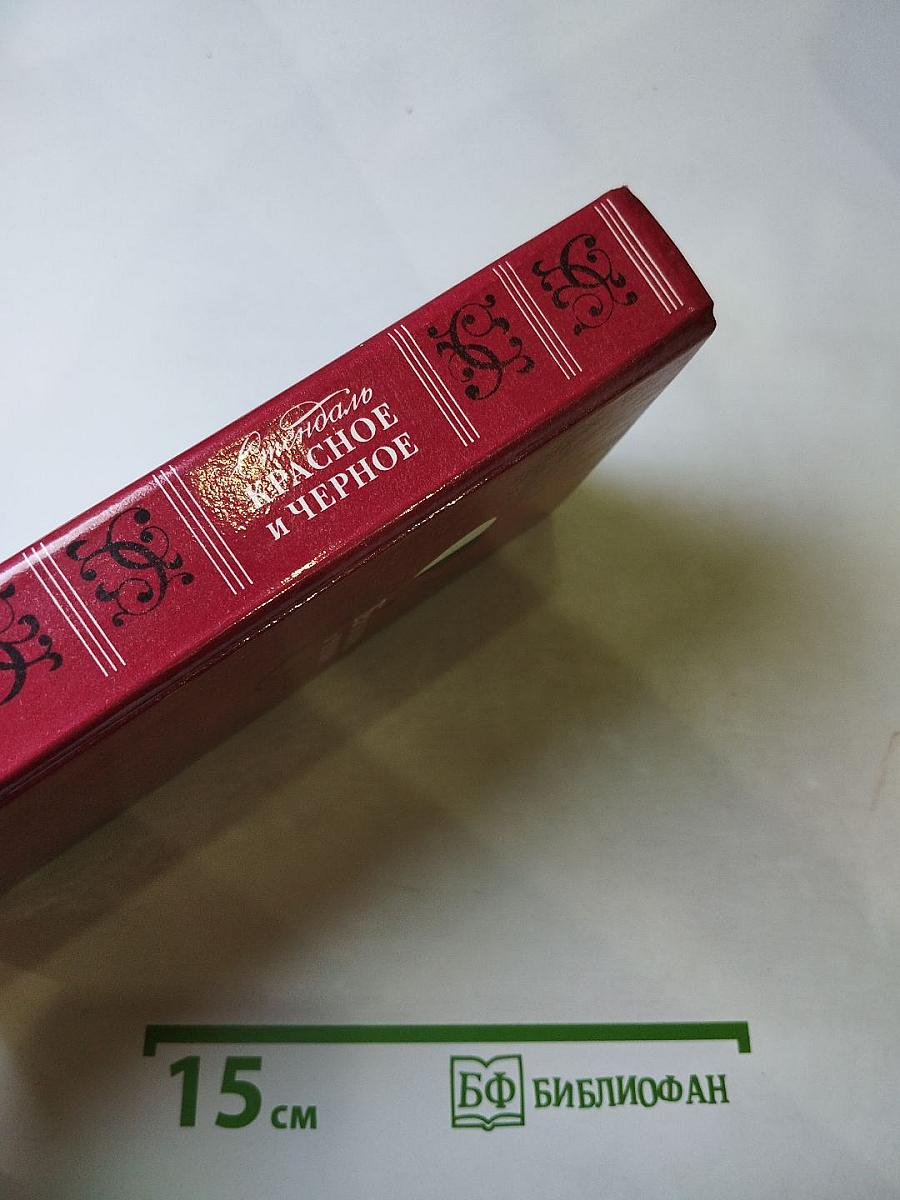 Стендаль
КРАСНОЕ
и ЧЕРНОЕ
15 см
БФ БИБЛИОФАН